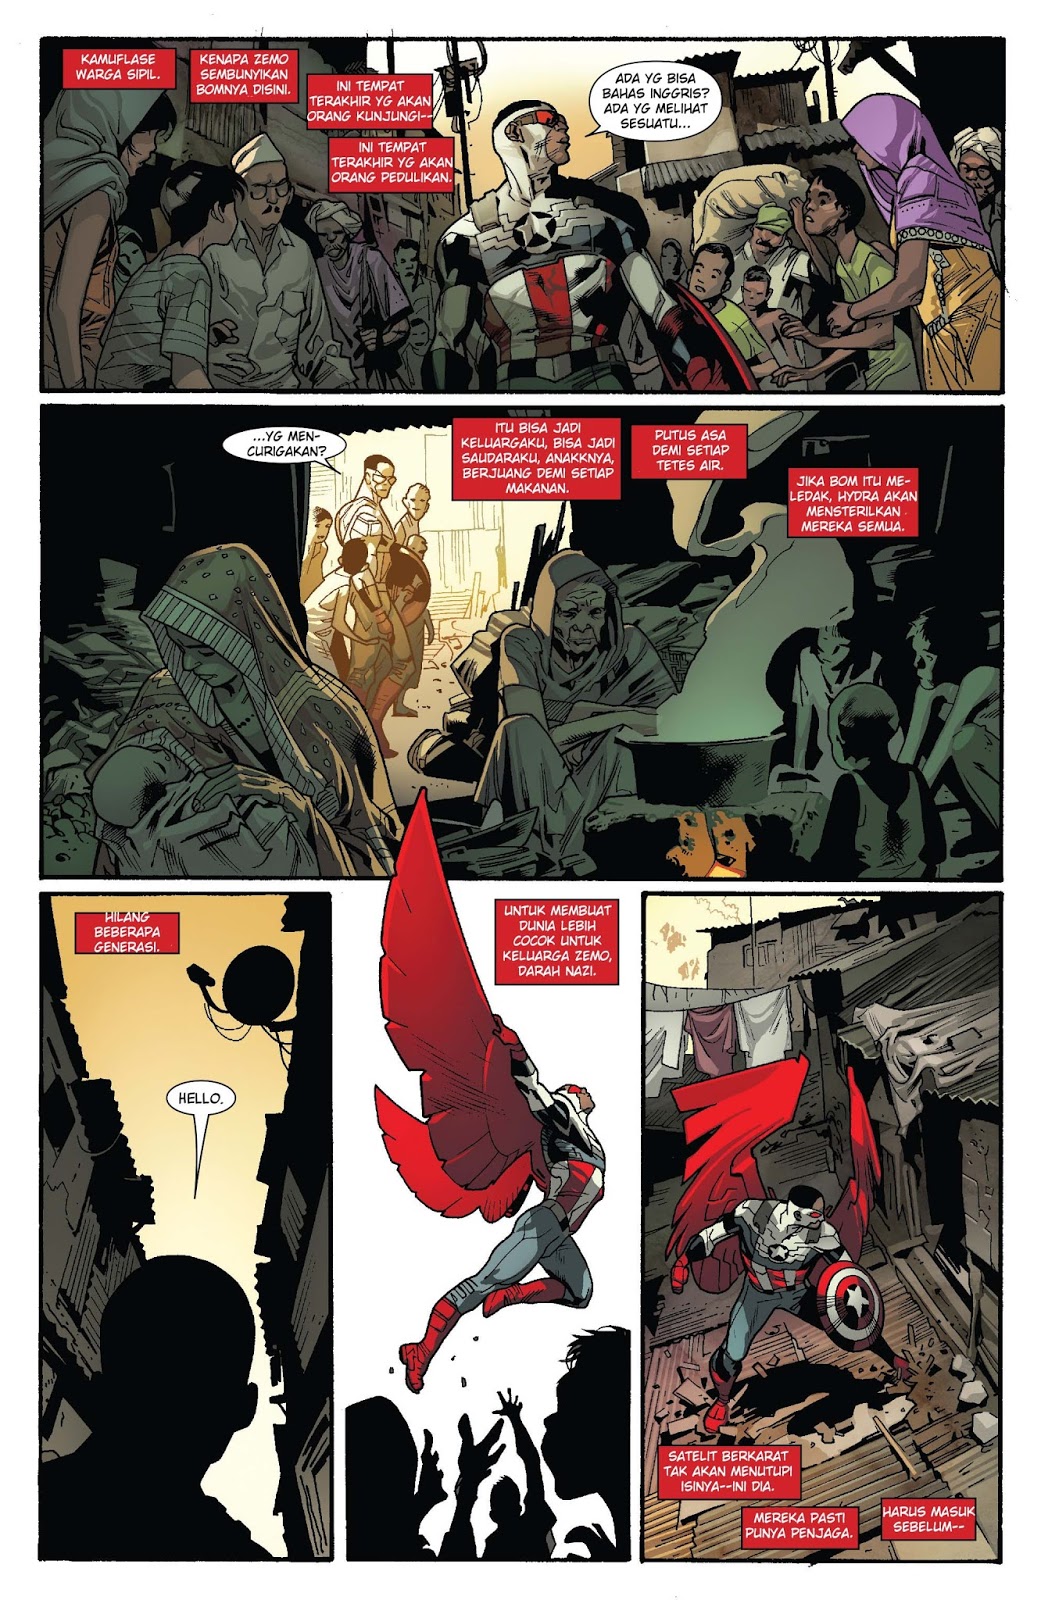 KAMUFLASE
WARGA SIPIL.
KENAPA ZEMO
SEMBUNYIKAN
BOMNYA DISINI.
INI TEMPAT
TERAKHIR YG AKAN
ORANG KUNJUNGI--
INI TEMPAT
TERAKHIR YG AKAN
ORANG PEDULIKAN.
ADA YG BISA
BAHAS INGGRIS?
ADA YG MELIHAT
SESUATU...
...YG MEN-
CURIGAKAN?
ITU BISA JADI
KELUARGAKU, BISA JADI
SAUDARAKU, ANAKKNYA,
BERJUANG DEMI SETIAP
MAKANAN.
PUTUS ASA
DEMI SETIAP
TETES AIR.
JIKA BOM ITU ME-
LEDAK, HYDRA AKAN
MENSTERILKAN
MEREKA SEMUA.
HILANG
BEBERAPA
GENERASI.
HELLO.
UNTUK MEMBUAT
DUNIA LEBIH
COCOK UNTUK
KELUARGA ZEMO,
DARAH NAZI.
SATELIT BERKARAT
TAK AKAN MENUTUPI
ISINYA--INI DIA.
MEREKA PASTI
PUNYA PENJAGA.
HARUS MASUK
SEBELUM--